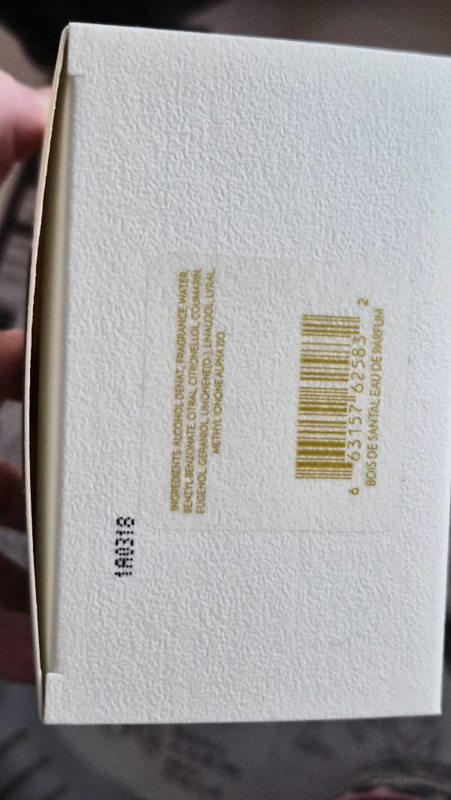 INGREDIENTS: ALCOHOL DENAT., FRAGRANCE, WATER,
BENZYL BENZONATE, CITRAL, CITRONELLOL, COUMARIN,
EUGENOL, GERANIOL, LIMONENE(D-), LINALOOL, LYRAL,
METHYL IONONE ALPHA ISO.
6 63157 62583 2
BOIS DE SANTAL EAU DE PARFUM
1A0318